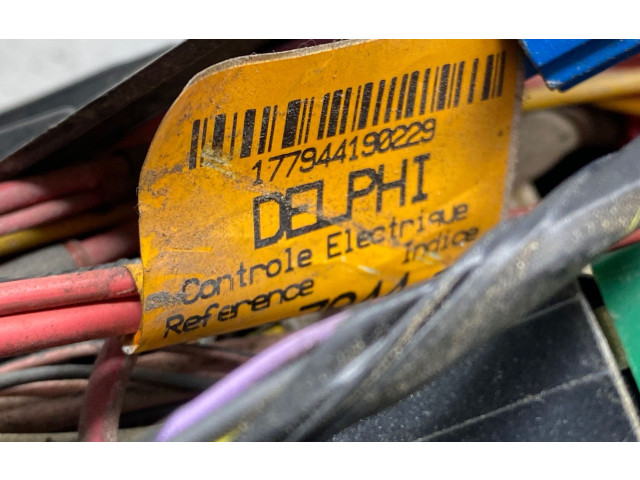 177944190229
DELPHI
Controle Electrique
Reference Indice